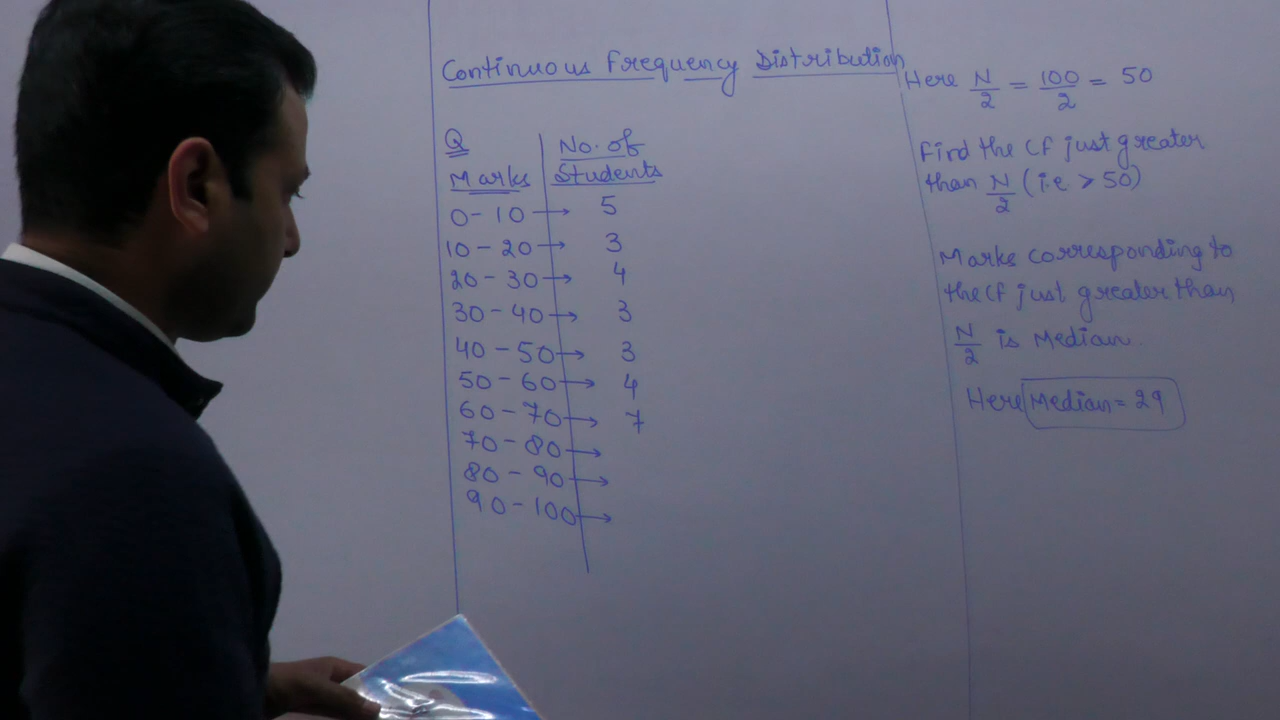 Continuous Frequency Distribution
Q
Marks No. of Students
0-10 → 5
10-20 → 3
20-30 → 4
30-40 → 3
40-50 → 3
50-60 → 4
60-70 → 7
70-80 →
80-90 →
90-100 →
Here N/2 = 100/2 = 50
Find the CF just greater
than N/2 (i.e. > 50)
Marks corresponding to
the CF just greater than
N/2 is Median.
Here Median = 29